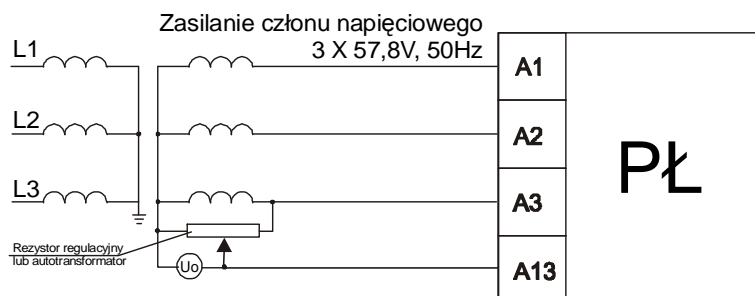 Zasilanie członu napięciowego
3 X 57,8V, 50Hz
L1
A1
L2
A2
PŁ
L3
A3
Rezystor regulacyjny
lub autotransformator
Uo
A13